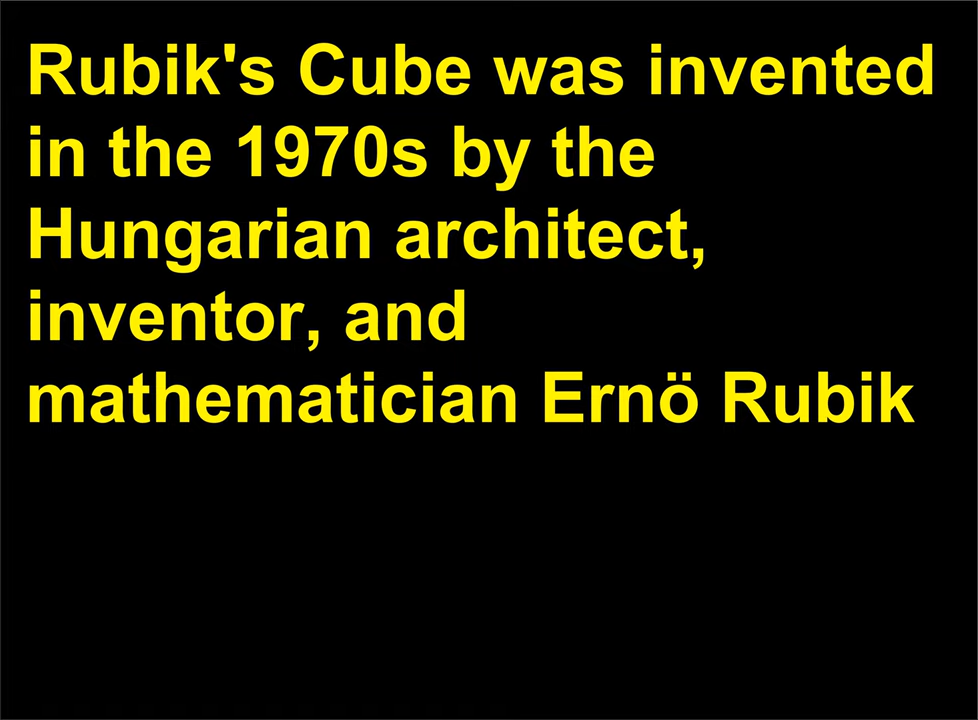 Rubik's Cube was invented
in the 1970s by the
Hungarian architect,
inventor, and
mathematician Ernö Rubik